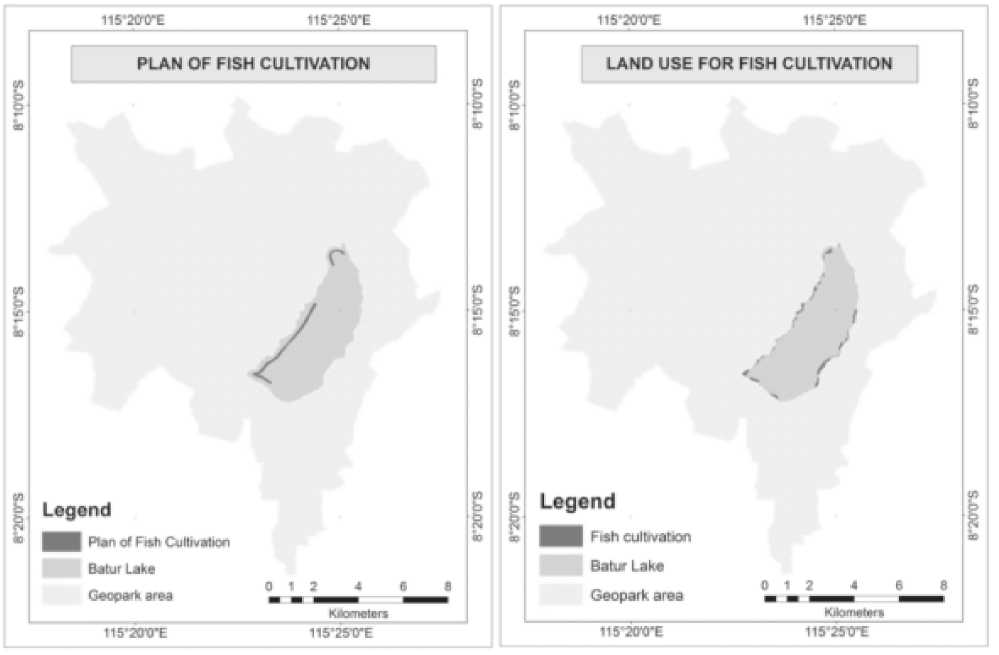 115°20'0"E 115°25'0"E
PLAN OF FISH CULTIVATION
8°10'0"S 8°10'0"S
8°15'0"S 8°15'0"S
8°20'0"S 8°20'0"S
Legend
Plan of Fish Cultivation
Batur Lake
Geopark area
0 1 2 4 6 8
Kilometers
115°20'0"E 115°25'0"E
115°20'0"E 115°25'0"E
LAND USE FOR FISH CULTIVATION
8°10'0"S 8°10'0"S
8°15'0"S 8°15'0"S
8°20'0"S 8°20'0"S
Legend
Fish cultivation
Batur Lake
Geopark area
0 1 2 4 6 8
Kilometers
115°20'0"E 115°25'0"E